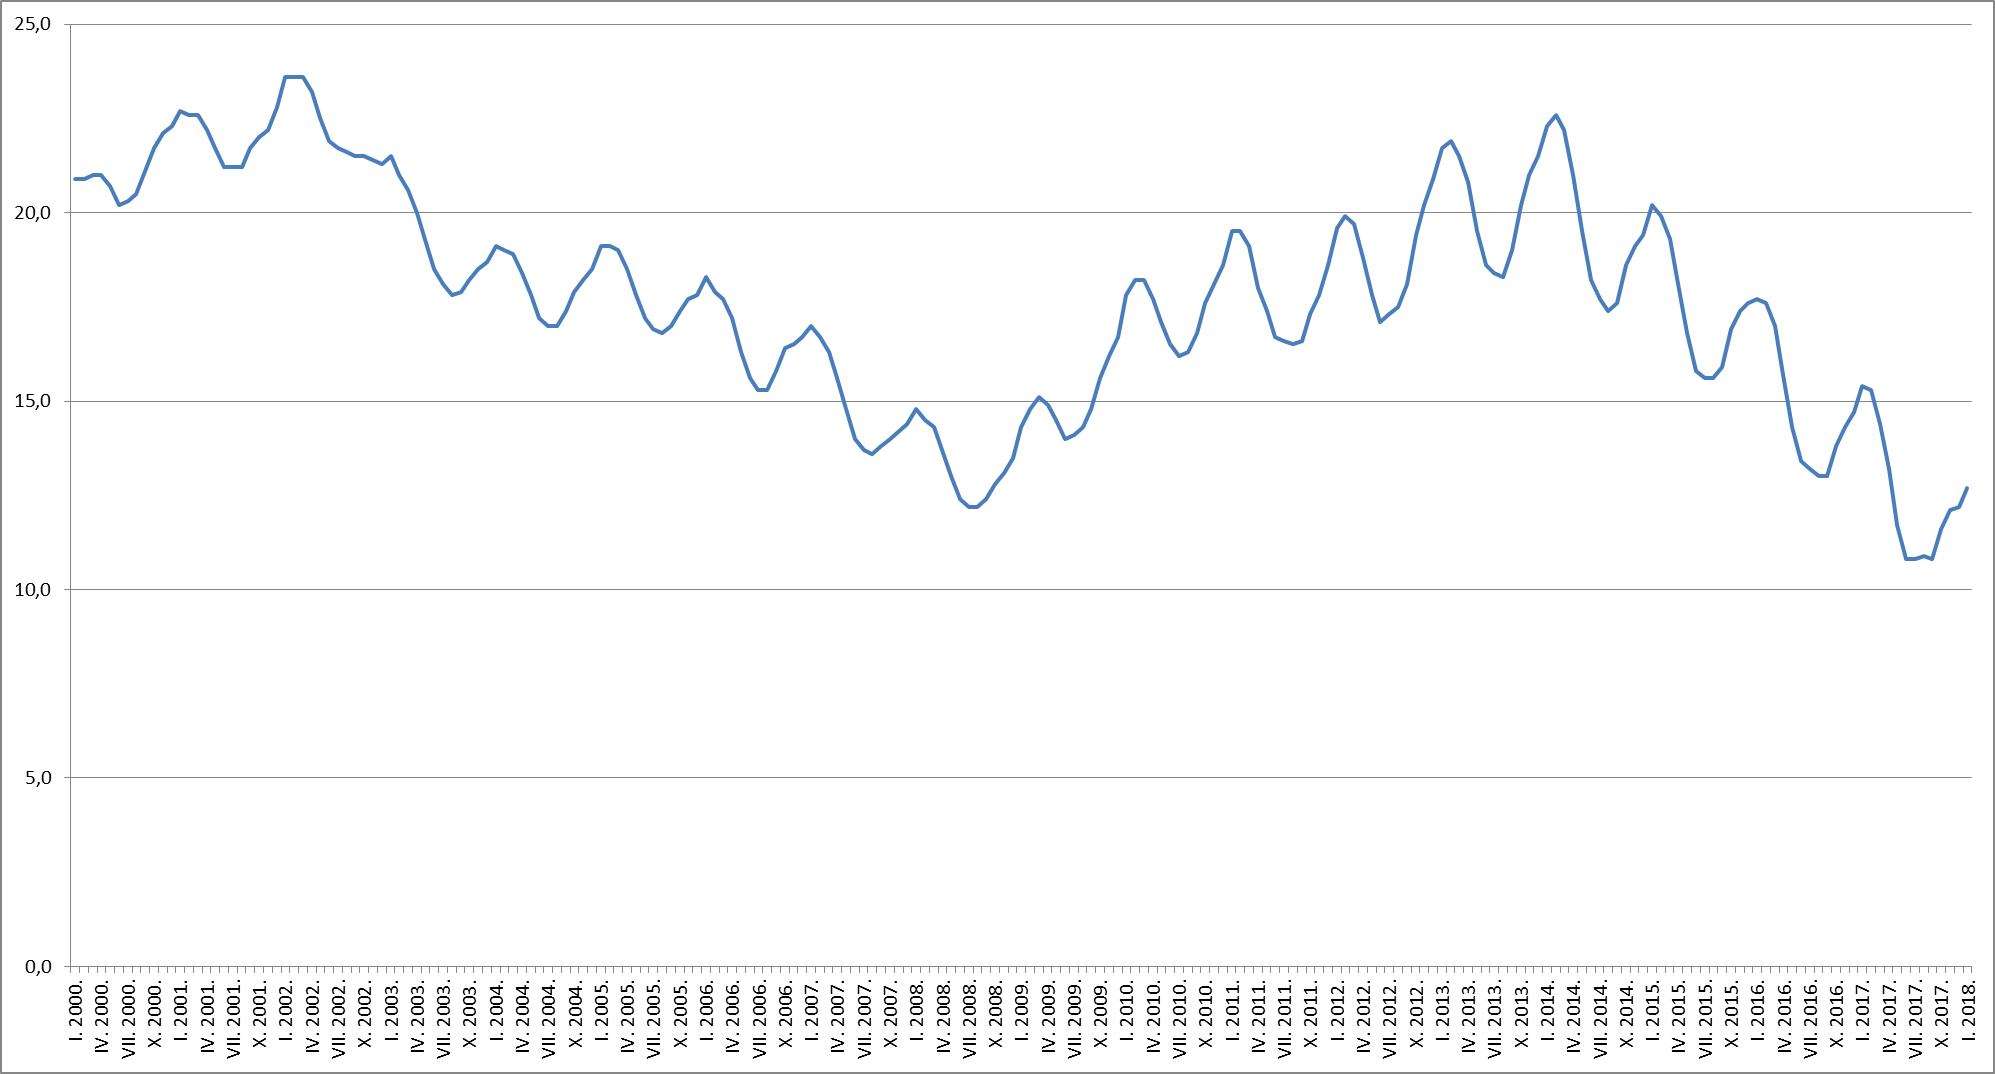 25,0
20,0
15,0
10,0
5,0
0,0
I. 2000.
IV. 2000.
VII. 2000.
X. 2000.
I. 2001.
IV. 2001.
VII. 2001.
X. 2001.
I. 2002.
IV. 2002.
VII. 2002.
X. 2002.
I. 2003.
IV. 2003.
VII. 2003.
X. 2003.
I. 2004.
IV. 2004.
VII. 2004.
X. 2004.
I. 2005.
IV. 2005.
VII. 2005.
X. 2005.
I. 2006.
IV. 2006.
VII. 2006.
X. 2006.
I. 2007.
IV. 2007.
VII. 2007.
X. 2007.
I. 2008.
IV. 2008.
VII. 2008.
X. 2008.
I. 2009.
IV. 2009.
VII. 2009.
X. 2009.
I. 2010.
IV. 2010.
VII. 2010.
X. 2010.
I. 2011.
IV. 2011.
VII. 2011.
X. 2011.
I. 2012.
IV. 2012.
VII. 2012.
X. 2012.
I. 2013.
IV. 2013.
VII. 2013.
X. 2013.
I. 2014.
IV. 2014.
VII. 2014.
X. 2014.
I. 2015.
IV. 2015.
VII. 2015.
X. 2015.
I. 2016.
IV. 2016.
VII. 2016.
X. 2016.
I. 2017.
IV. 2017.
VII. 2017.
X. 2017.
I. 2018.